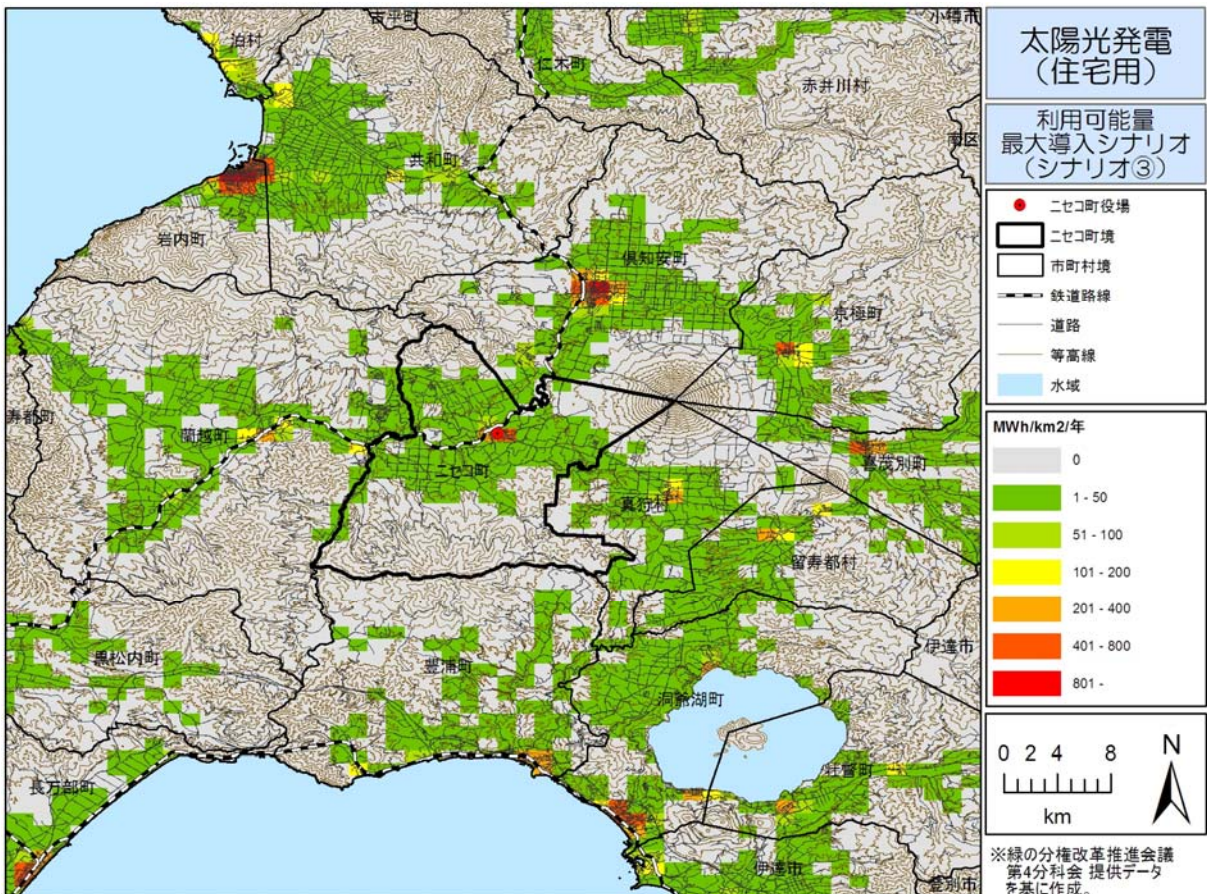 古平町
小樽市
泊村
仁木町
赤井川村
共和町
岩内町
倶知安町
京極町
寿都町
蘭越町
ニセコ町
喜茂別町
真狩村
留寿都村
黒松内町
豊浦町
伊達市
洞爺湖町
壮瞥町
長万部町
伊達市
登別市
太陽光発電
(住宅用)
利用可能量
最大導入シナリオ
(シナリオ③)
ニセコ町役場
ニセコ町境
市町村境
鉄道路線
道路
等高線
水域
MWh/km2/年
0
1 - 50
51 - 100
101 - 200
201 - 400
401 - 800
801 -
0 2 4 8
km
N
※緑の分権改革推進会議
第4分科会 提供データ
を基に作成。